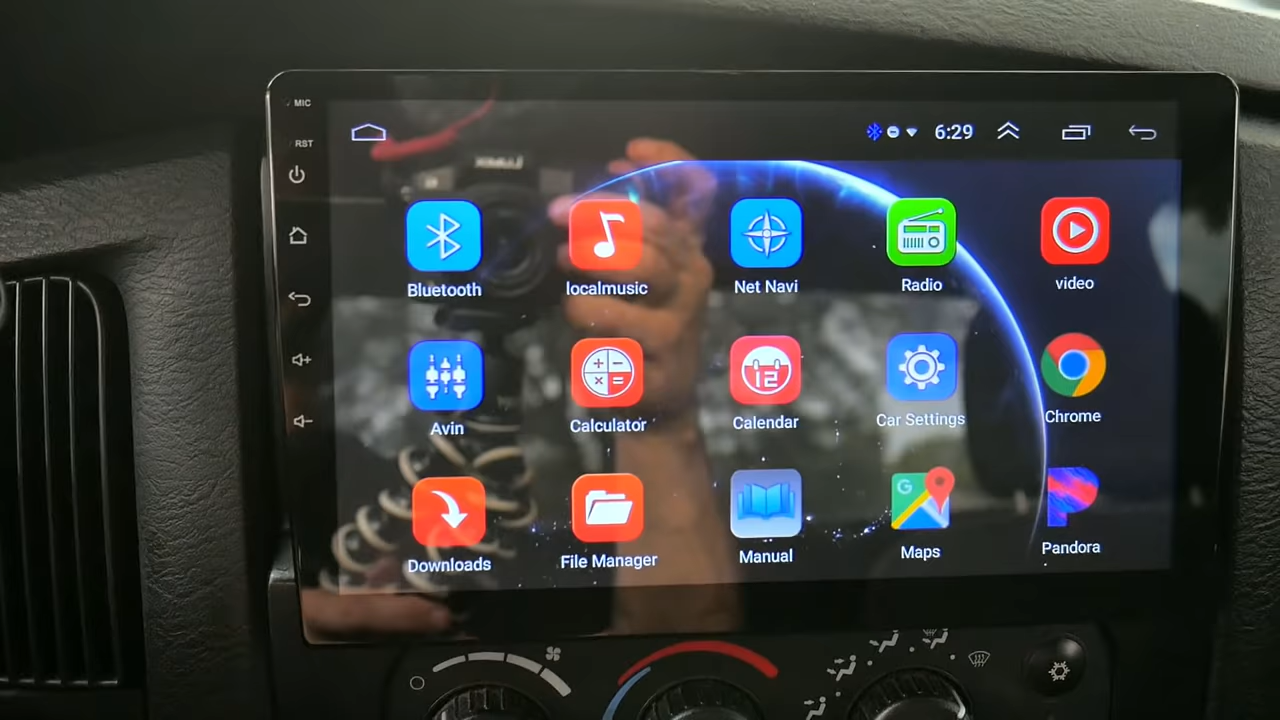 MIC
RST
6:29
Bluetooth
localmusic
Net Navi
Radio
video
Avin
Calculator
12
Calendar
Car Settings
Chrome
Downloads
File Manager
Manual
G
Maps
Pandora